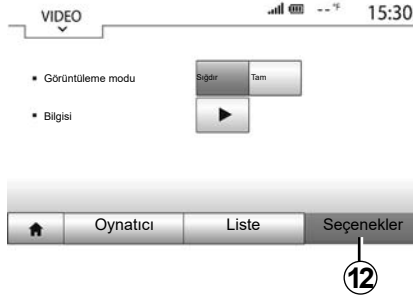 VIDEO
--°F 15:30
Görüntüleme modu
Sığdır Tam
Bilgisi
Oynatıcı Liste Seçenekler
12